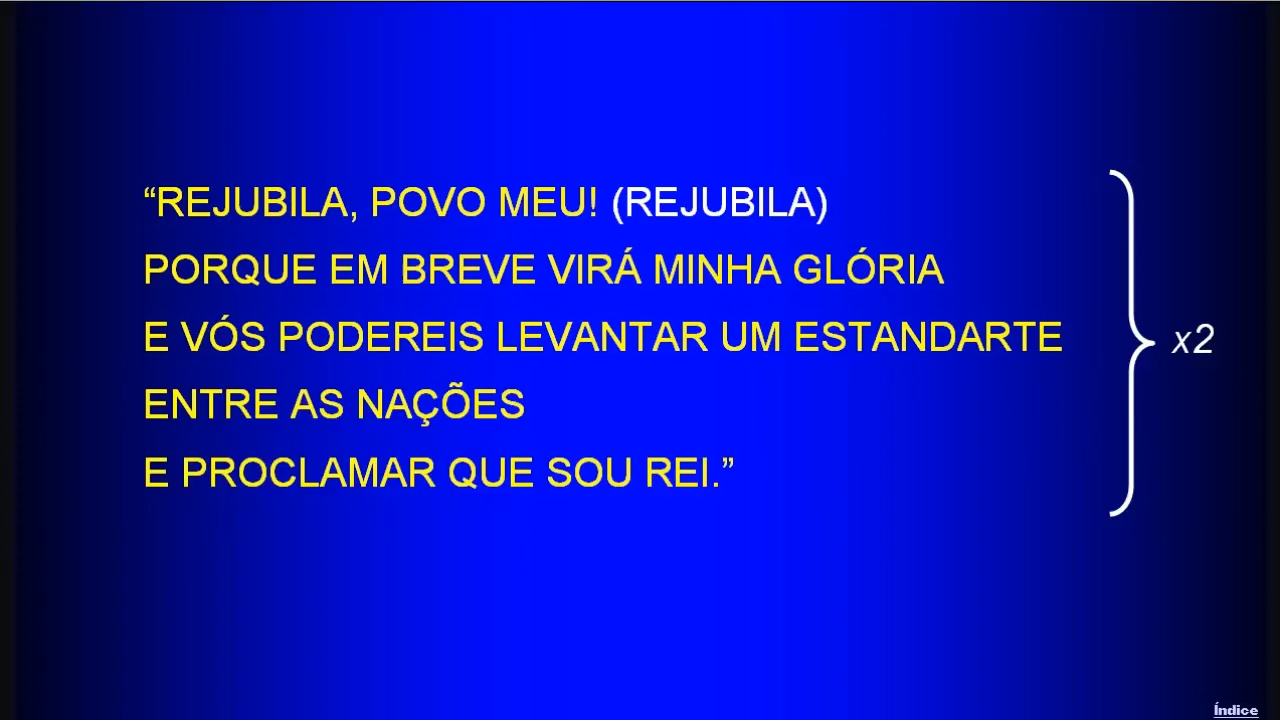 “REJUBILA, POVO MEU! (REJUBILA)
PORQUE EM BREVE VIRÁ MINHA GLÓRIA
E VÓS PODEREIS LEVANTAR UM ESTANDARTE
x2
ENTRE AS NAÇÕES
E PROCLAMAR QUE SOU REI.”
Índice